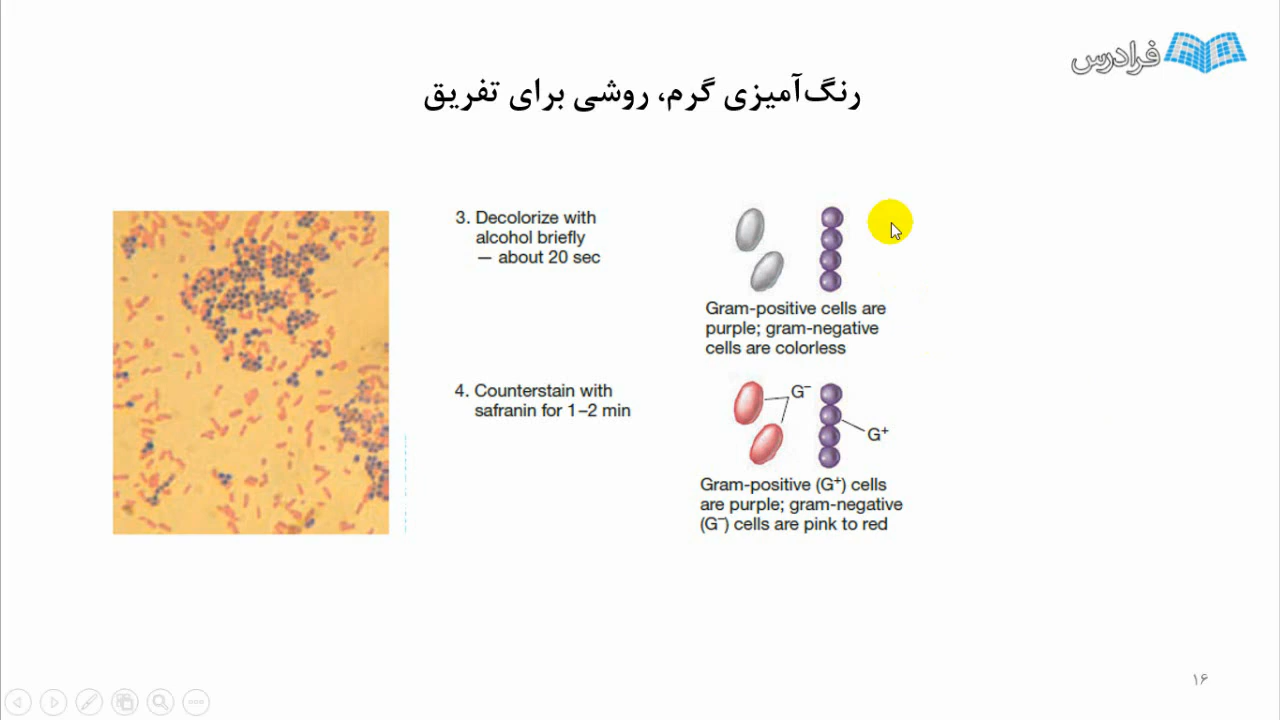 فرادرس
رنگ‌آمیزی گرم، روشی برای تفریق
3. Decolorize with
alcohol briefly
— about 20 sec
Gram-positive cells are
purple; gram-negative
cells are colorless
4. Counterstain with
safranin for 1–2 min
G⁻
G⁺
Gram-positive (G⁺) cells
are purple; gram-negative
(G⁻) cells are pink to red
۱۶